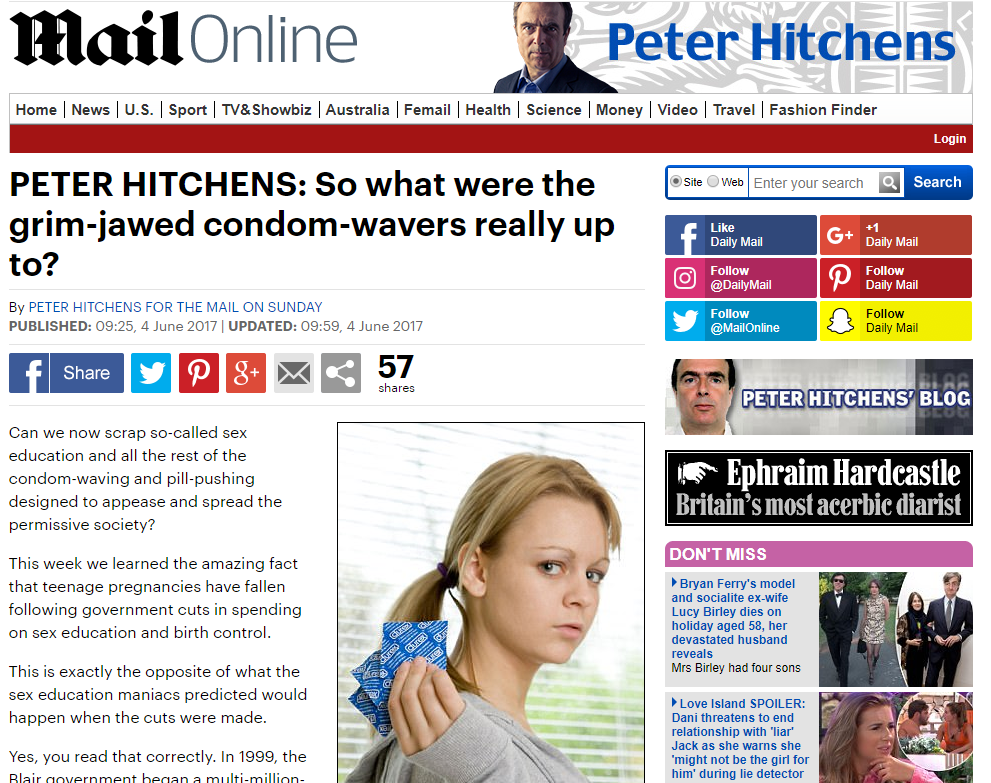 Mail Online
Peter Hitchens
Home | News | U.S. | Sport | TV&Showbiz | Australia | Femail | Health | Science | Money | Video | Travel | Fashion Finder
Login
PETER HITCHENS: So what were the
grim-jawed condom-wavers really up
to?
By PETER HITCHENS FOR THE MAIL ON SUNDAY
PUBLISHED: 09:25, 4 June 2017 | UPDATED: 09:59, 4 June 2017
Share
57
shares
Can we now scrap so-called sex
education and all the rest of the
condom-waving and pill-pushing
designed to appease and spread the
permissive society?
This week we learned the amazing fact
that teenage pregnancies have fallen
following government cuts in spending
on sex education and birth control.
This is exactly the opposite of what the
sex education maniacs predicted would
happen when the cuts were made.
Yes, you read that correctly. In 1999, the
Blair government began a multi-million-
durex
Site Web Enter your search Search
Like
Daily Mail
G+ +1
Daily Mail
Follow
@DailyMail
Follow
Daily Mail
Follow
@MailOnline
Follow
Daily Mail
PETER HITCHENS' BLOG
Ephraim Hardcastle
Britain's most acerbic diarist
DON'T MISS
Bryan Ferry's model
and socialite ex-wife
Lucy Birley dies on
holiday aged 58, her
devastated husband
reveals
Mrs Birley had four sons
Love Island SPOILER:
Dani threatens to end
relationship with 'liar'
Jack as she warns she
'might not be the girl for
him' during lie detector